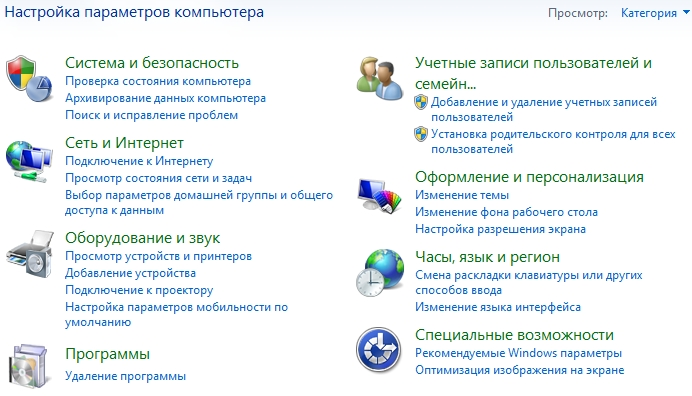 Настройка параметров компьютера
Просмотр: Категория
Система и безопасность
Проверка состояния компьютера
Архивирование данных компьютера
Поиск и исправление проблем
Сеть и Интернет
Подключение к Интернету
Просмотр состояния сети и задач
Выбор параметров домашней группы и общего
доступа к данным
Оборудование и звук
Просмотр устройств и принтеров
Добавление устройства
Подключение к проектору
Настройка параметров мобильности по
умолчанию
Программы
Удаление программы
Учетные записи пользователей и
семейн...
Добавление и удаление учетных записей
пользователей
Установка родительского контроля для всех
пользователей
Оформление и персонализация
Изменение темы
Изменение фона рабочего стола
Настройка разрешения экрана
Часы, язык и регион
Смена раскладки клавиатуры или других
способов ввода
Изменение языка интерфейса
Специальные возможности
Рекомендуемые Windows параметры
Оптимизация изображения на экране